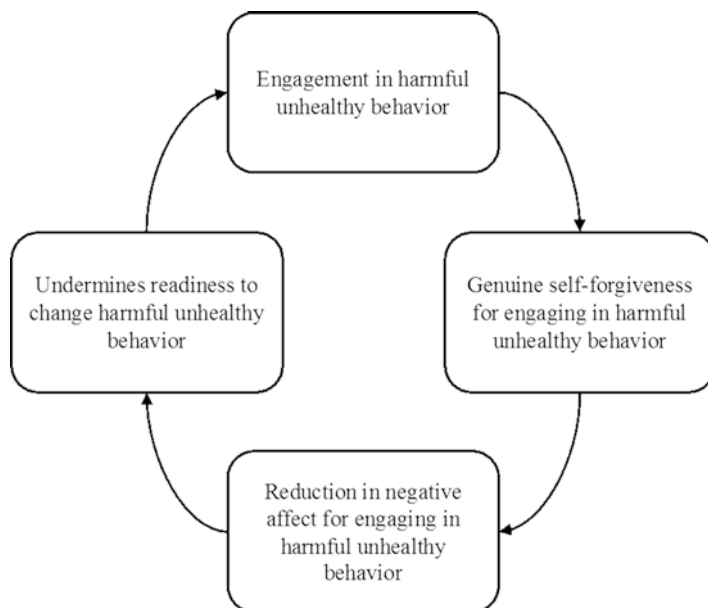 Engagement in harmful
unhealthy behavior
Genuine self-forgiveness
for engaging in harmful
unhealthy behavior
Reduction in negative
affect for engaging in
harmful unhealthy
behavior
Undermines readiness to
change harmful unhealthy
behavior